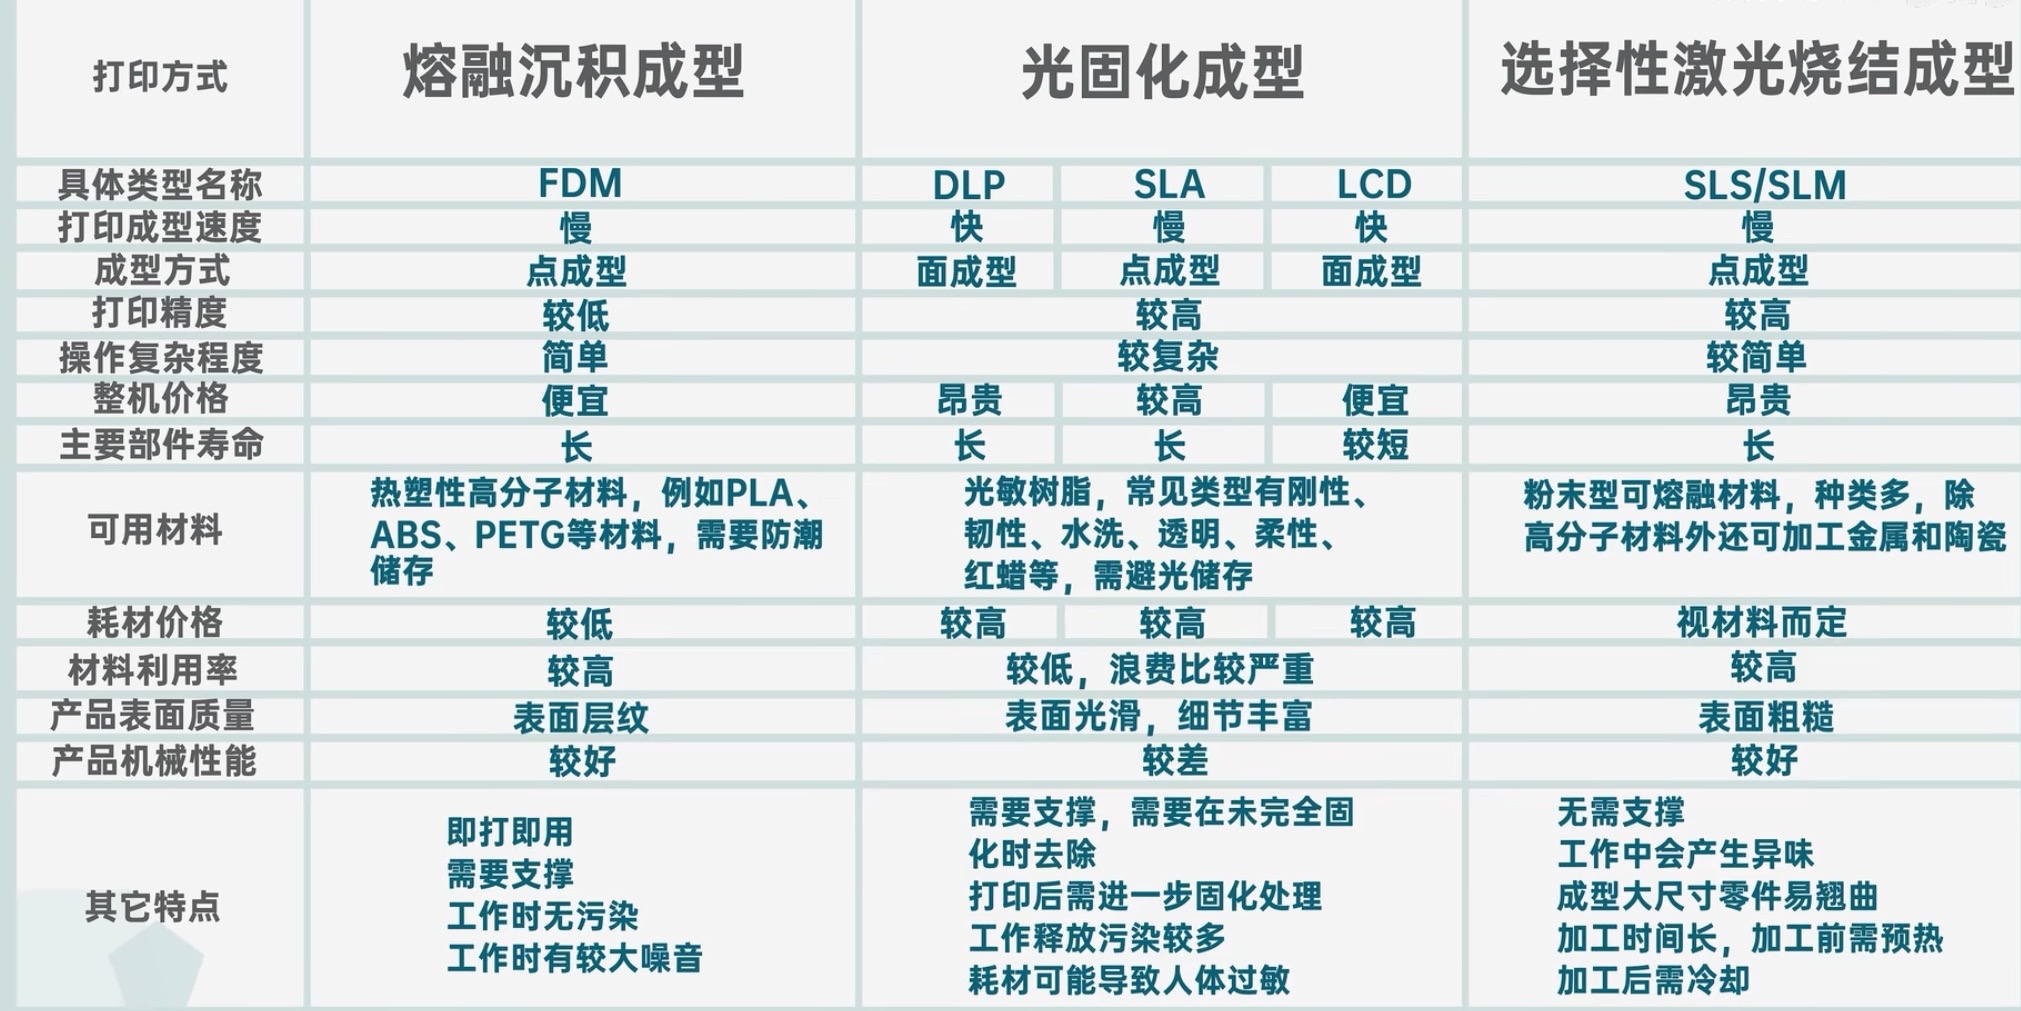 打印方式 熔融沉积成型 光固化成型 选择性激光烧结成型
具体类型名称 FDM DLP SLA LCD SLS/SLM
打印成型速度 慢 快 慢 快 慢
成型方式 点成型 面成型 点成型 面成型 点成型
打印精度 较低 较高 较高
操作复杂程度 简单 较复杂 较简单
整机价格 便宜 昂贵 较高 便宜 昂贵
主要部件寿命 长 长 长 较短 长
可用材料
热塑性高分子材料，例如PLA、
ABS、PETG等材料，需要防潮
储存
光敏树脂，常见类型有刚性、
韧性、水洗、透明、柔性、
红蜡等，需避光储存
粉末型可熔融材料，种类多，除
高分子材料外还可加工金属和陶瓷
耗材价格 较低 较高 较高 较高 视材料而定
材料利用率 较高 较低，浪费比较严重 较高
产品表面质量 表面层纹 表面光滑，细节丰富 表面粗糙
产品机械性能 较好 较差 较好
其它特点
即打即用
需要支撑
工作时无污染
工作时有较大噪音
需要支撑，需要在未完全固
化时去除
打印后需进一步固化处理
工作释放污染较多
耗材可能导致人体过敏
无需支撑
工作中会产生异味
成型大尺寸零件易翘曲
加工时间长，加工前需预热
加工后需冷却